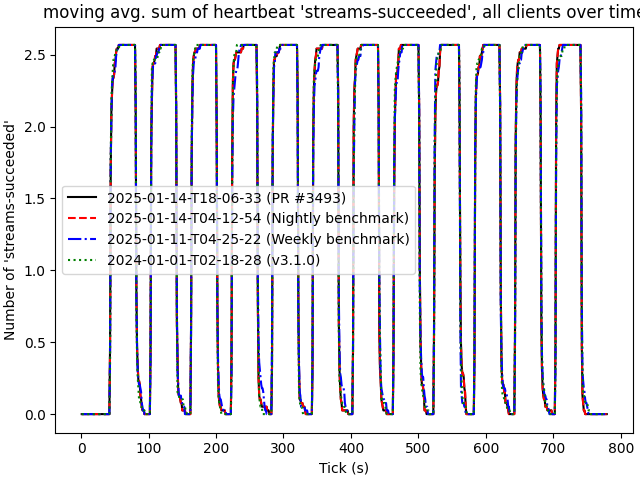 moving avg. sum of heartbeat 'streams-succeeded', all clients over time
Number of 'streams-succeeded'
2.5
2.0
1.5
1.0
0.5
0.0
2025-01-14-T18-06-33 (PR #3493)
2025-01-14-T04-12-54 (Nightly benchmark)
2025-01-11-T04-25-22 (Weekly benchmark)
2024-01-01-T02-18-28 (v3.1.0)
0 100 200 300 400 500 600 700 800
Tick (s)